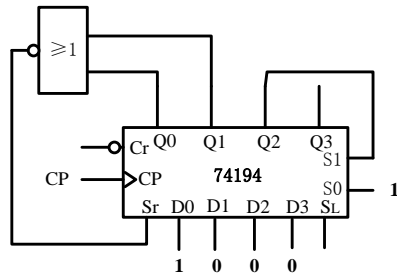 ≥1
Q0 Q1 Q2 Q3
Cr S1
74194
CP CP
S0 1
Sr D0 D1 D2 D3 SL
1 0 0 0